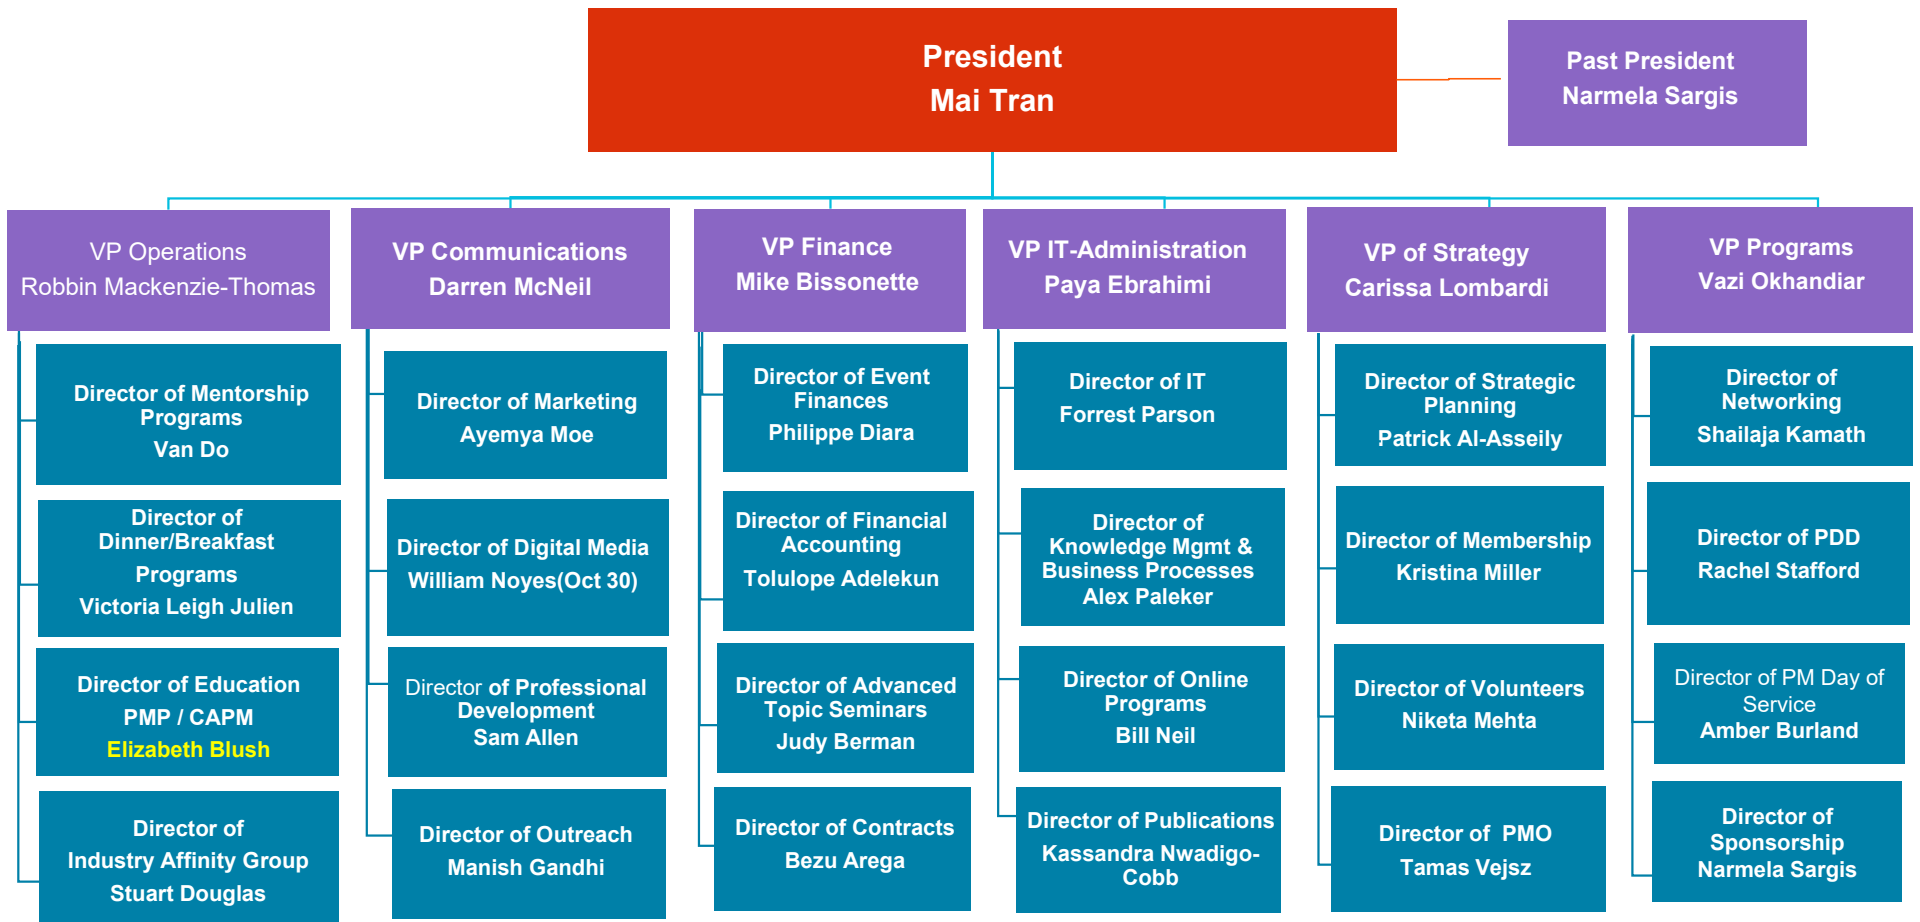 President
Mai Tran
Past President
Narmela Sargis
VP Operations
Robbin Mackenzie-Thomas
VP Communications
Darren McNeil
VP Finance
Mike Bissonette
VP IT-Administration
Paya Ebrahimi
VP of Strategy
Carissa Lombardi
VP Programs
Vazi Okhandiar
Director of Mentorship
Programs
Van Do
Director of
Dinner/Breakfast
Programs
Victoria Leigh Julien
Director of Education
PMP / CAPM
Elizabeth Blush
Director of
Industry Affinity Group
Stuart Douglas
Director of Marketing
Ayemya Moe
Director of Digital Media
William Noyes(Oct 30)
Director of Professional
Development
Sam Allen
Director of Outreach
Manish Gandhi
Director of Event
Finances
Philippe Diara
Director of Financial
Accounting
Tolulope Adelekun
Director of Advanced
Topic Seminars
Judy Berman
Director of Contracts
Bezu Arega
Director of IT
Forrest Parson
Director of
Knowledge Mgmt &
Business Processes
Alex Paleker
Director of Online
Programs
Bill Neil
Director of Publications
Kassandra Nwadigo-
Cobb
Director of Strategic
Planning
Patrick Al-Asseily
Director of Membership
Kristina Miller
Director of Volunteers
Niketa Mehta
Director of PMO
Tamas Vejsz
Director of
Networking
Shailaja Kamath
Director of PDD
Rachel Stafford
Director of PM Day of
Service
Amber Burland
Director of
Sponsorship
Narmela Sargis